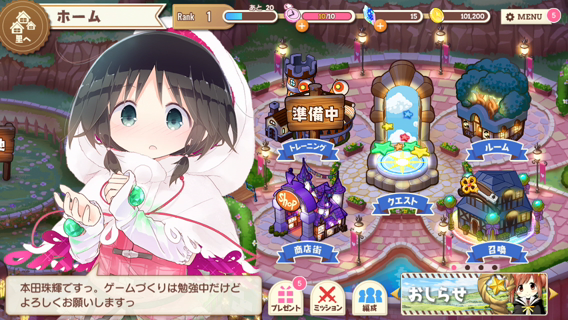 里へ
ホーム
Rank 1
あと 20
10/10
15
101,200
MENU
5
準備中
トレーニング
ルーム
クエスト
SHOP
商店街
召喚
本田珠輝ですっ。ゲームづくりは勉強中だけど
よろしくお願いしますっ
5
プレゼント
ミッション
編成
おしらせ